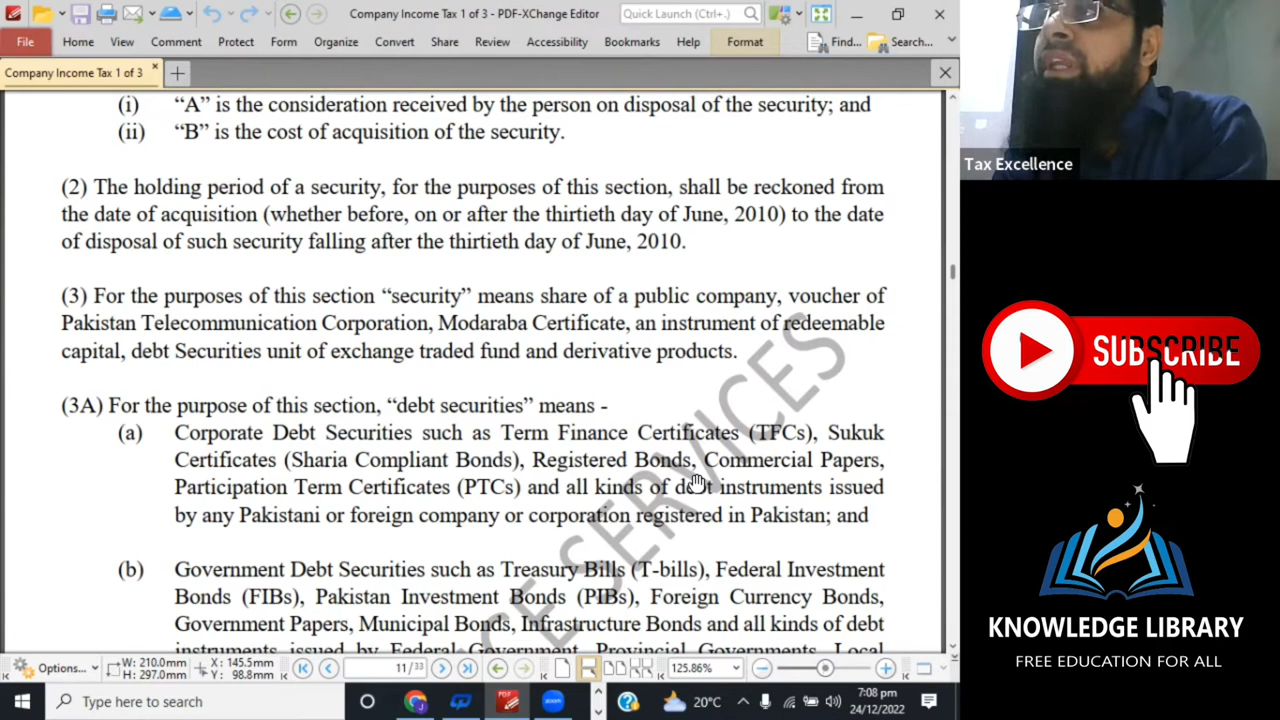 Company Income Tax 1 of 3 - PDF-XChange Editor
Quick Launch (Ctrl+.)
File Home View Comment Protect Form Organize Convert Share Review Accessibility Bookmarks Help Format Find... Search...
Company Income Tax 1 of 3
(i) “A” is the consideration received by the person on disposal of the security; and
(ii) “B” is the cost of acquisition of the security.
(2) The holding period of a security, for the purposes of this section, shall be reckoned from
the date of acquisition (whether before, on or after the thirtieth day of June, 2010) to the date
of disposal of such security falling after the thirtieth day of June, 2010.
(3) For the purposes of this section “security” means share of a public company, voucher of
Pakistan Telecommunication Corporation, Modaraba Certificate, an instrument of redeemable
capital, debt Securities unit of exchange traded fund and derivative products.
(3A) For the purpose of this section, “debt securities” means -
(a) Corporate Debt Securities such as Term Finance Certificates (TFCs), Sukuk
Certificates (Sharia Compliant Bonds), Registered Bonds, Commercial Papers,
Participation Term Certificates (PTCs) and all kinds of debt instruments issued
by any Pakistani or foreign company or corporation registered in Pakistan; and
(b) Government Debt Securities such as Treasury Bills (T-bills), Federal Investment
Bonds (FIBs), Pakistan Investment Bonds (PIBs), Foreign Currency Bonds,
Government Papers, Municipal Bonds, Infrastructure Bonds and all kinds of debt
instruments issued by Federal Government, Provincial Governments, Local
CE SERVICES
Options... W: 210.0mm H: 297.0mm X: 145.5mm Y: 98.8mm 11 / 33 125.86%
Type here to search
20°C
7:08 pm
24/12/2022
Tax Excellence
SUBSCRIBE
KNOWLEDGE LIBRARY
FREE EDUCATION FOR ALL